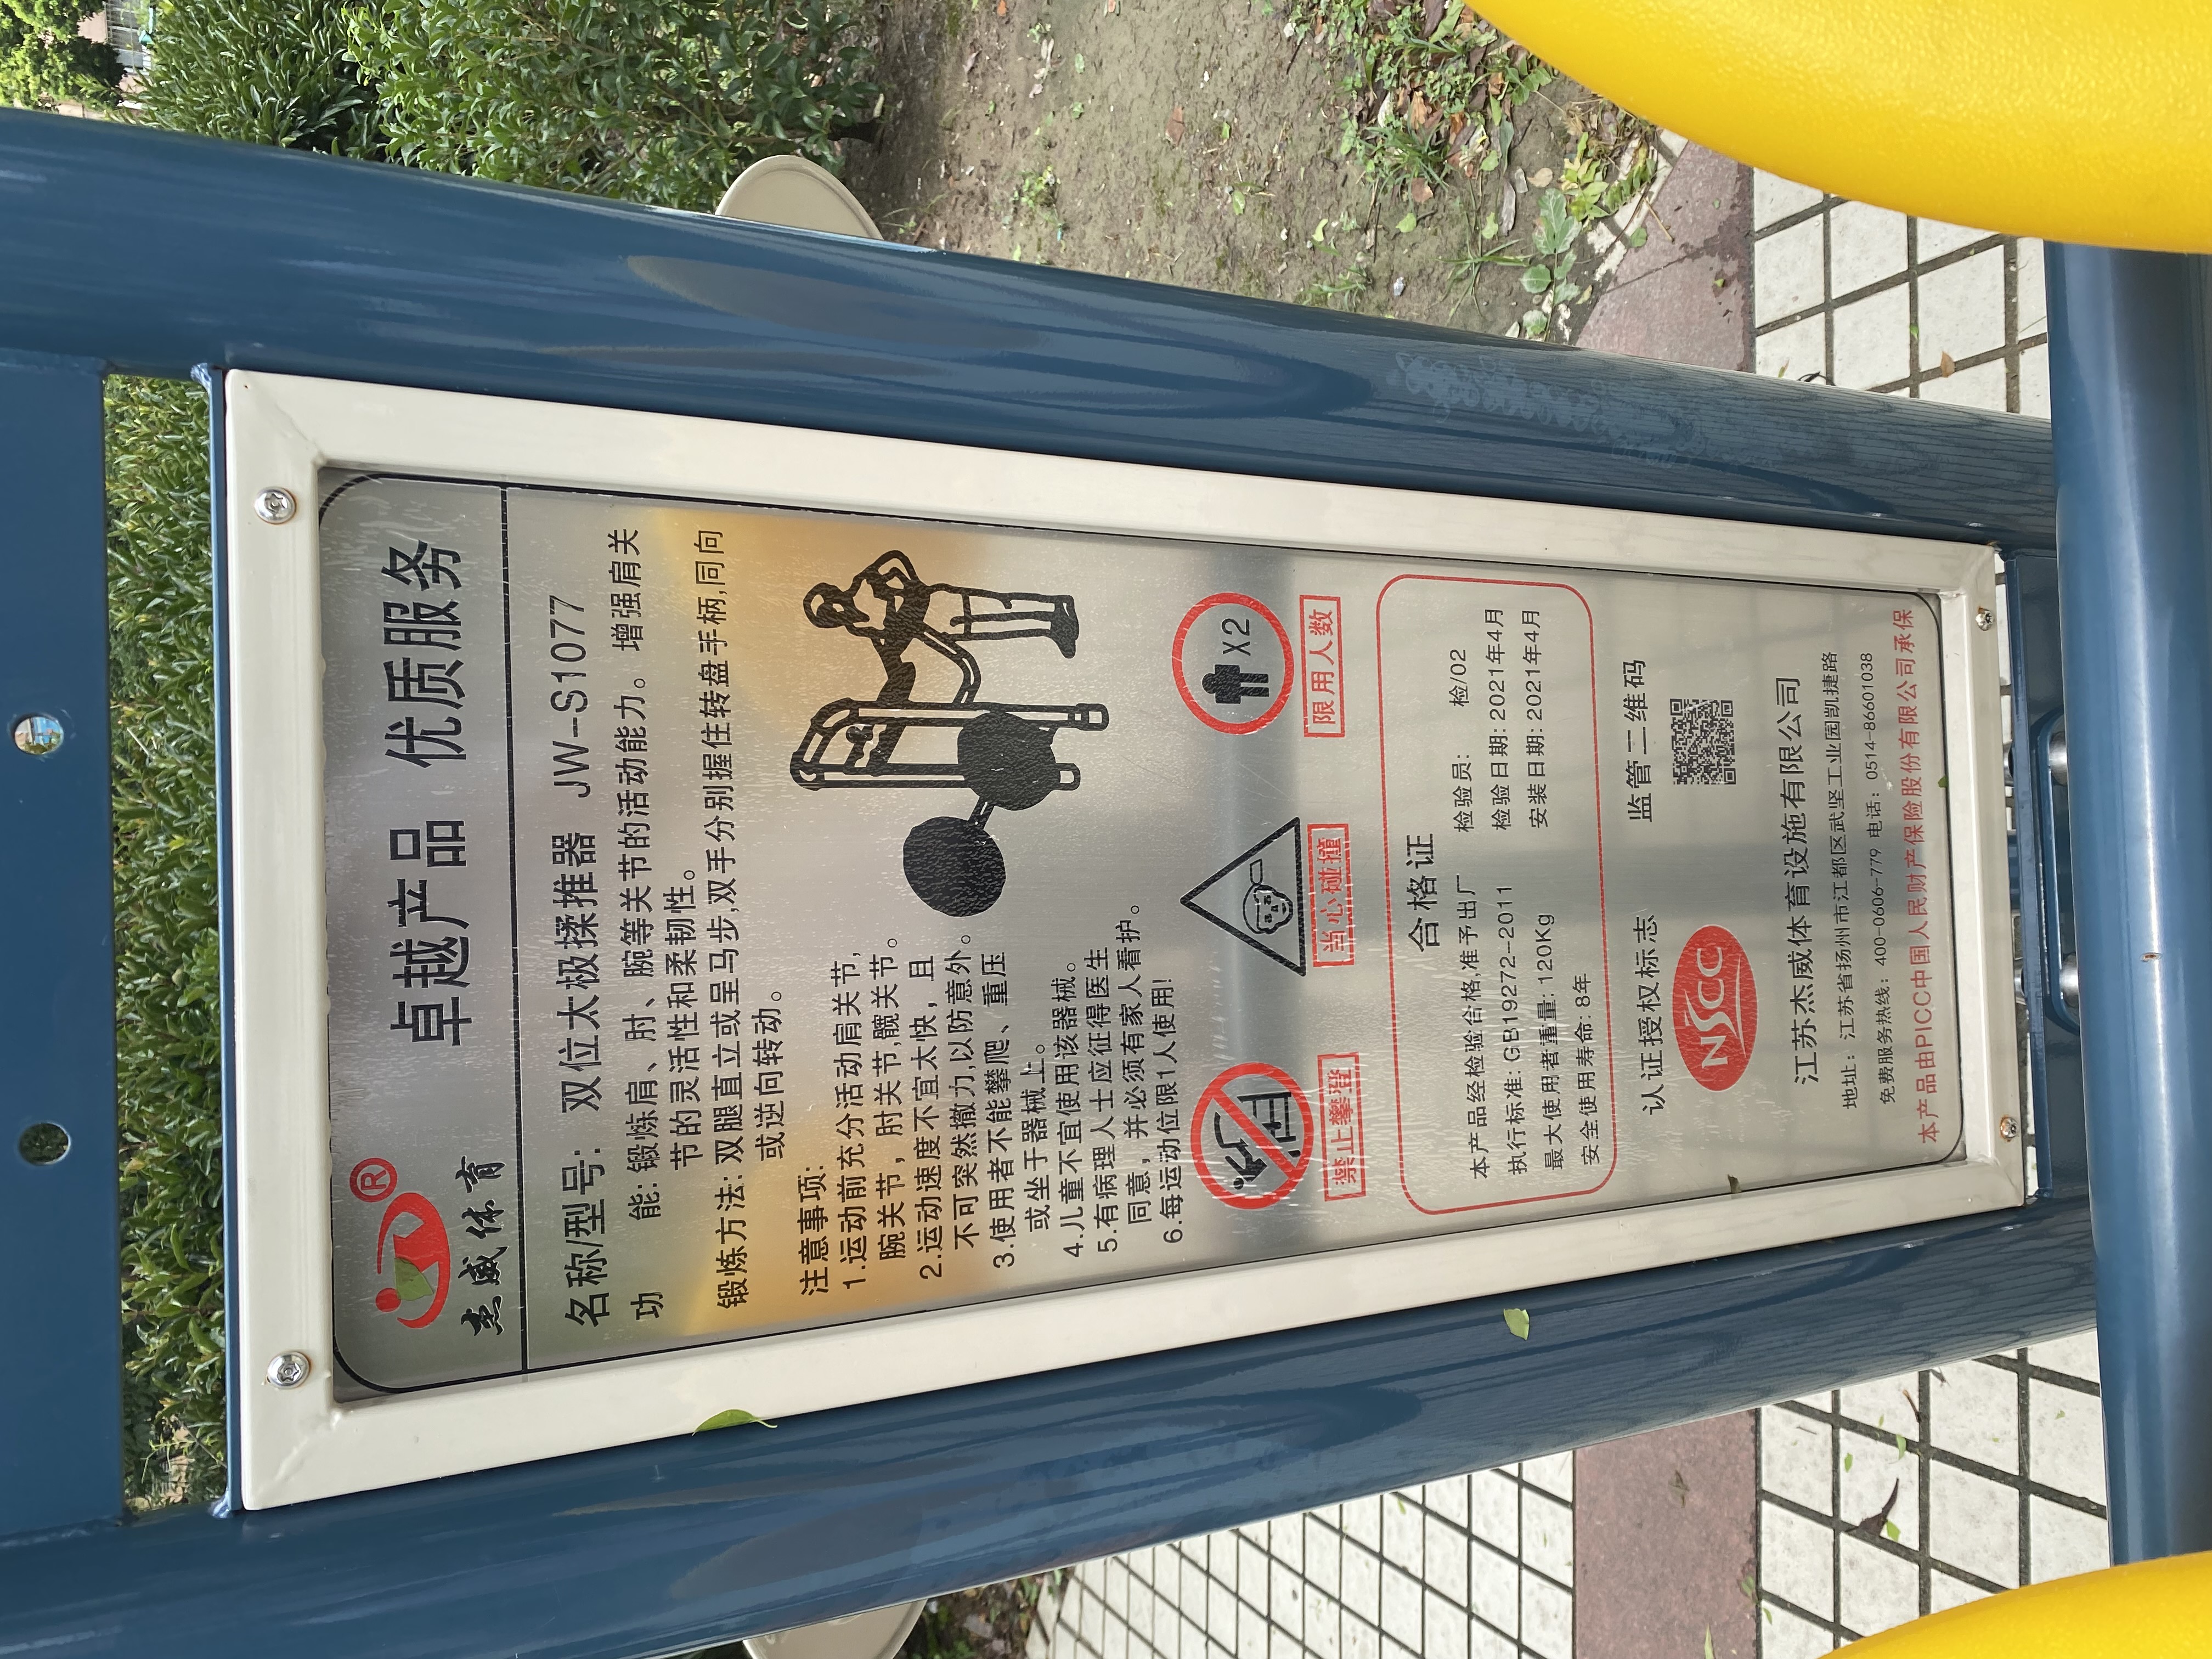 ®
杰威体育
卓越产品 优质服务
名称/型号: 双位太极揉推器 JW-S1077
功 能: 锻炼肩、肘、腕等关节的活动能力。增强肩关
节的灵活性和柔韧性。
锻炼方法: 双腿直立或呈马步,双手分别握住转盘手柄,同向
或逆向转动。
注意事项:
1.运动前充分活动肩关节,
腕关节，肘关节,髋关节。
2.运动速度不宜太快，且
不可突然撤力,以防意外。
3.使用者不能攀爬、重压
或坐于器械上。
4.儿童不宜使用该器械。
5.有病理人士应征得医生
同意，并必须有家人看护。
6.每运动位限1人使用!
X2
禁止攀登 当心碰撞 限用人数
合格证
本产品经检验合格,准予出厂 检验员: 检/02
执行标准: GB19272-2011 检验日期: 2021年4月
最大使用者重量: 120Kg 安装日期: 2021年4月
安全使用寿命: 8年
认证授权标志 监管二维码
NSCC
江苏杰威体育设施有限公司
地址: 江苏省扬州市江都区武坚工业园凯捷路
免费服务热线: 400-0606-779 电话: 0514-86601038
本产品由PICC中国人民财产保险股份有限公司承保